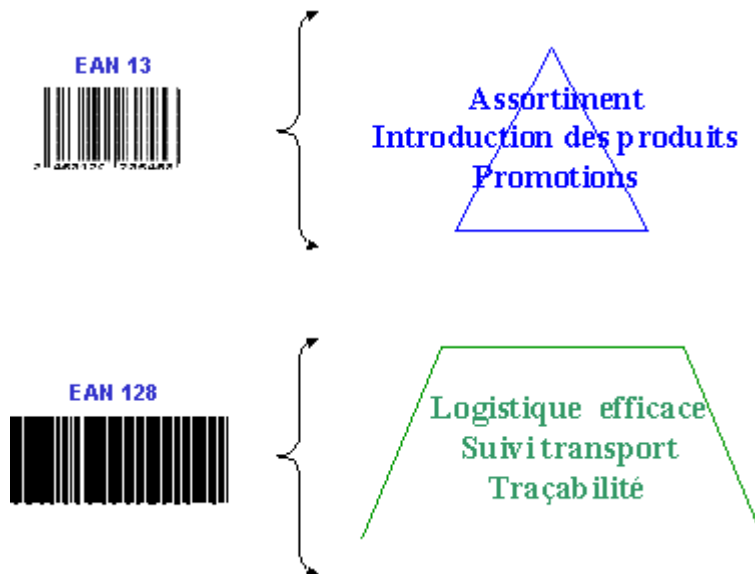 EAN 13
Assortiment
Introduction des produits
Promotions
EAN 128
Logistique efficace
Suivi transport
Traçabilité